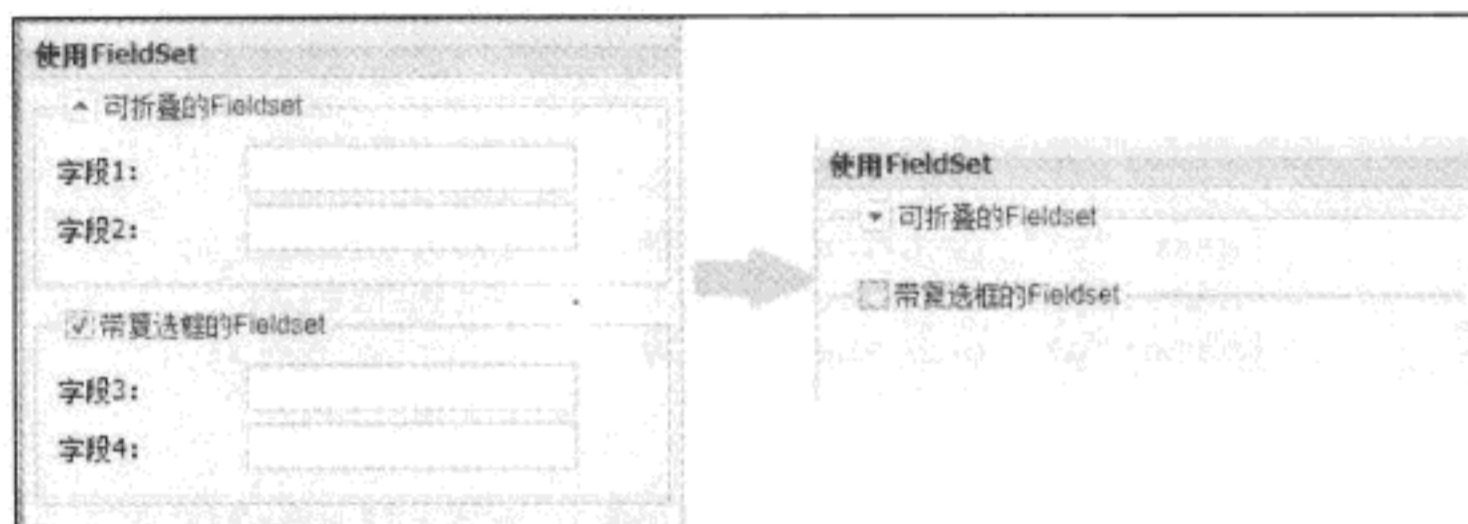 使用FieldSet
可折叠的Fieldset
字段1:
字段2:
带复选框的Fieldset
字段3:
字段4:
使用FieldSet
可折叠的Fieldset
带复选框的Fieldset